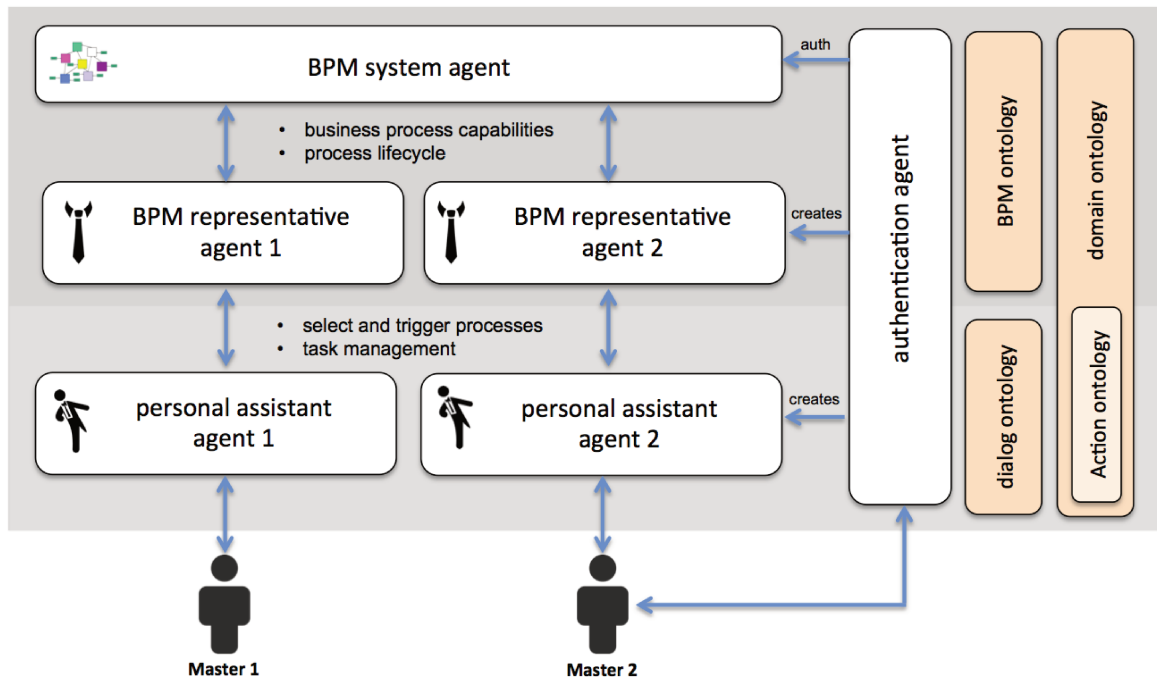 BPM system agent
auth
• business process capabilities
• process lifecycle
BPM representative
agent 1
BPM representative
agent 2
creates
• select and trigger processes
• task management
personal assistant
agent 1
personal assistant
agent 2
creates
authentication agent
BPM ontology
dialog ontology
domain ontology
Action ontology
Master 1
Master 2